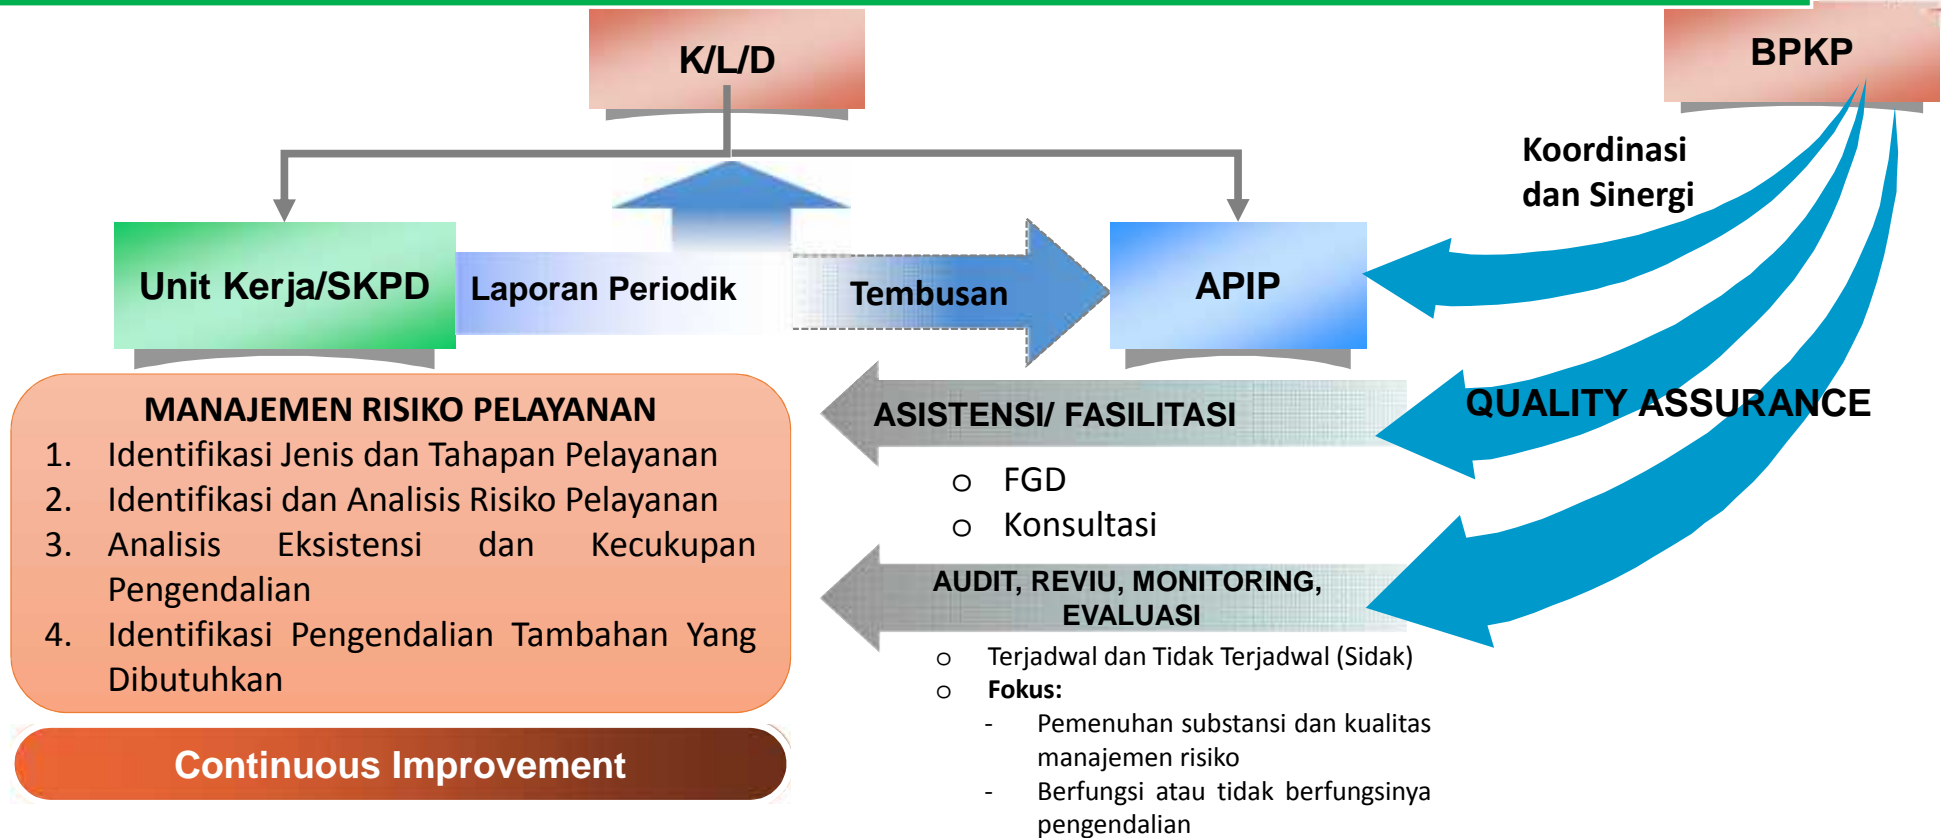 K/L/D
BPKP
Koordinasi
dan Sinergi
Unit Kerja/SKPD
Laporan Periodik
Tembusan
APIP
MANAJEMEN RISIKO PELAYANAN
1. Identifikasi Jenis dan Tahapan Pelayanan
2. Identifikasi dan Analisis Risiko Pelayanan
3. Analisis Eksistensi dan Kecukupan
Pengendalian
4. Identifikasi Pengendalian Tambahan Yang
Dibutuhkan
Continuous Improvement
ASISTENSI/ FASILITASI
o FGD
o Konsultasi
QUALITY ASSURANCE
AUDIT, REVIU, MONITORING,
EVALUASI
o Terjadwal dan Tidak Terjadwal (Sidak)
o Fokus:
- Pemenuhan substansi dan kualitas
manajemen risiko
- Berfungsi atau tidak berfungsinya
pengendalian